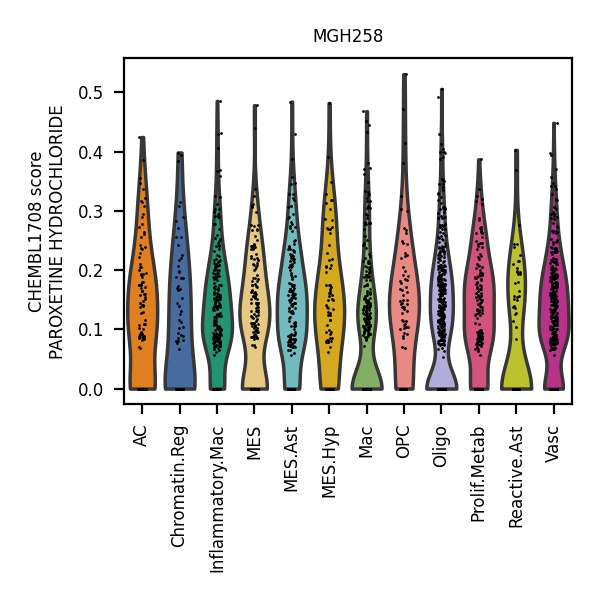 MGH258
CHEMBL1708 score
PAROXETINE HYDROCHLORIDE
0.5
0.4
0.3
0.2
0.1
0.0
AC
Chromatin.Reg
Inflammatory.Mac
MES
MES.Ast
MES.Hyp
Mac
OPC
Oligo
Prolif.Metab
Reactive.Ast
Vasc